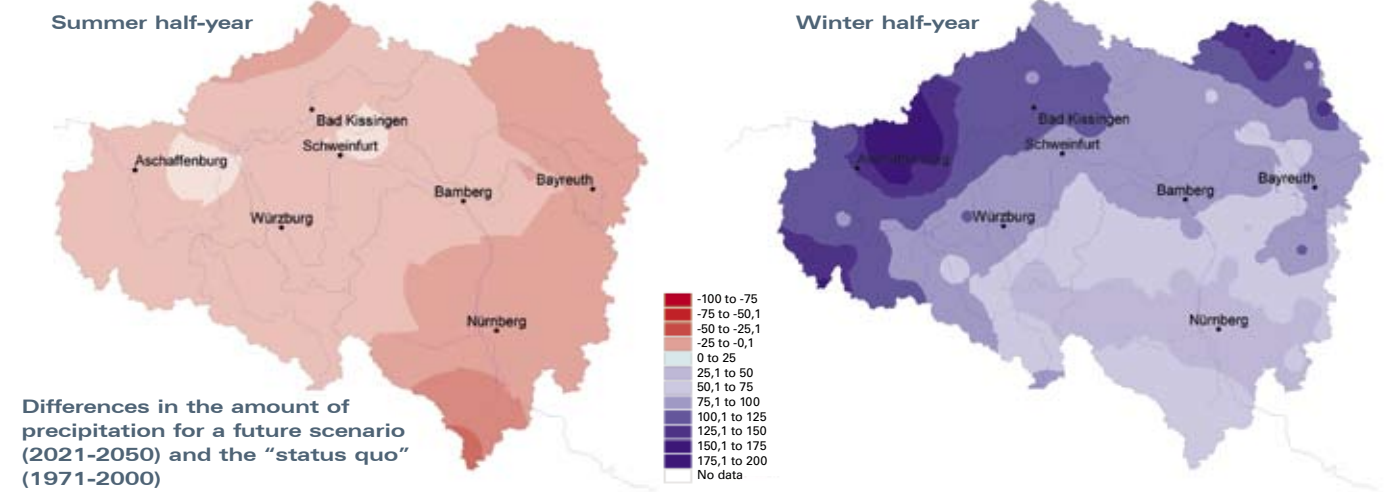 Summer half-year
Bad Kissingen
Schweinfurt
Aschaffenburg
Bamberg
Bayreuth
Würzburg
Nürnberg
Differences in the amount of
precipitation for a future scenario
(2021-2050) and the “status quo”
(1971-2000)
-100 to -75
-75 to -50,1
-50 to -25,1
-25 to -0,1
0 to 25
25,1 to 50
50,1 to 75
75,1 to 100
100,1 to 125
125,1 to 150
150,1 to 175
175,1 to 200
No data
Winter half-year
Bad Kissingen
Schweinfurt
Aschaffenburg
Bamberg
Bayreuth
Würzburg
Nürnberg